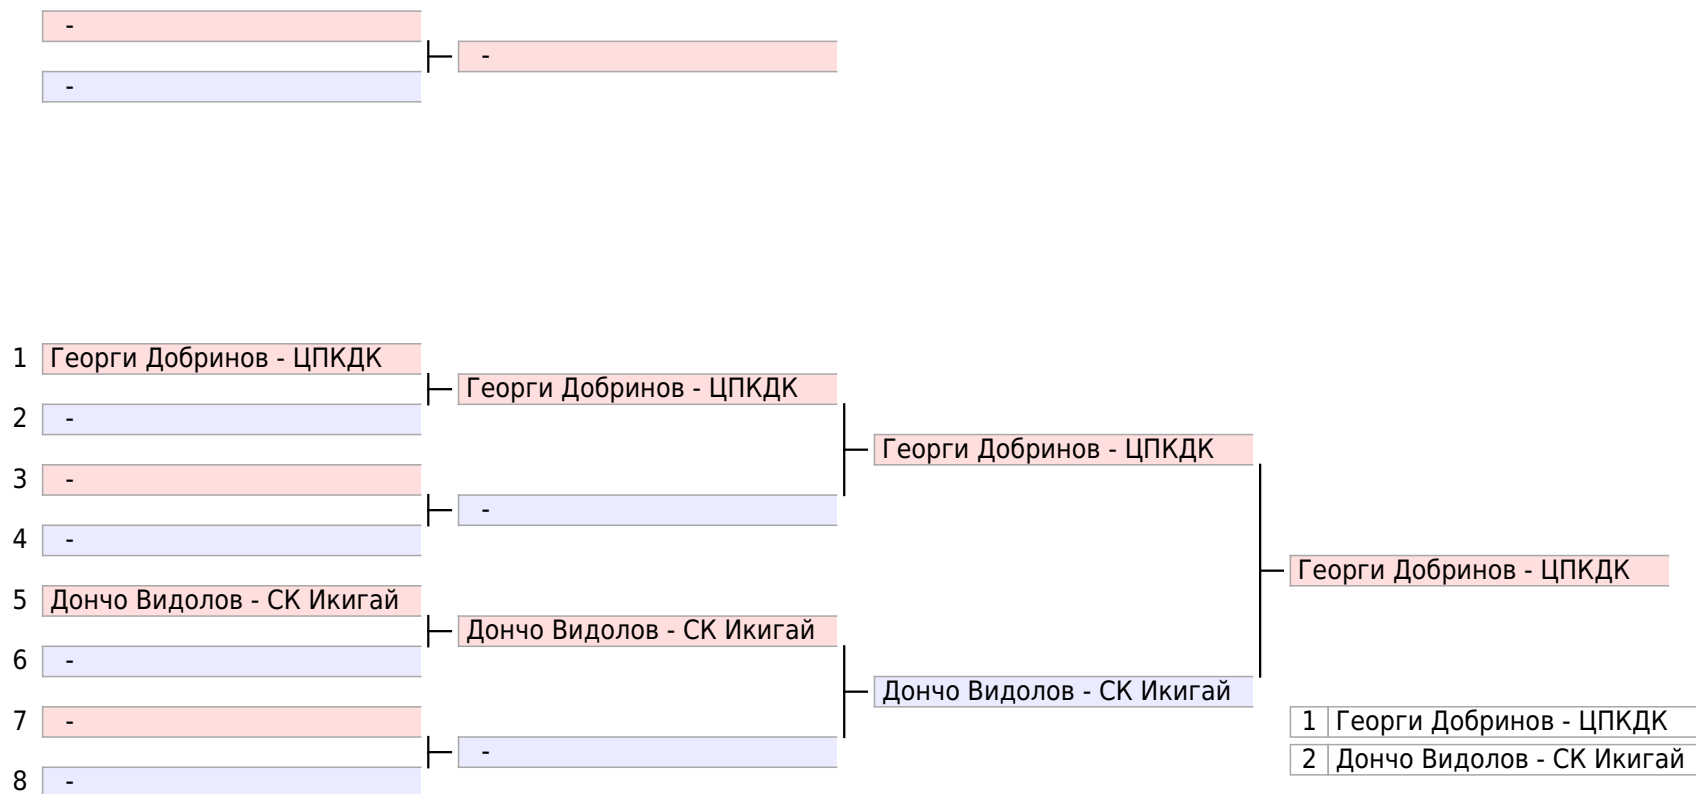 -
-
-
1 Георги Добринов - ЦПКДК
Георги Добринов - ЦПКДК
2 -
Георги Добринов - ЦПКДК
3 -
-
4 -
Георги Добринов - ЦПКДК
5 Дончо Видолов - СК Икигай
Дончо Видолов - СК Икигай
6 -
Дончо Видолов - СК Икигай
7 -
-
8 -
1 Георги Добринов - ЦПКДК
2 Дончо Видолов - СК Икигай